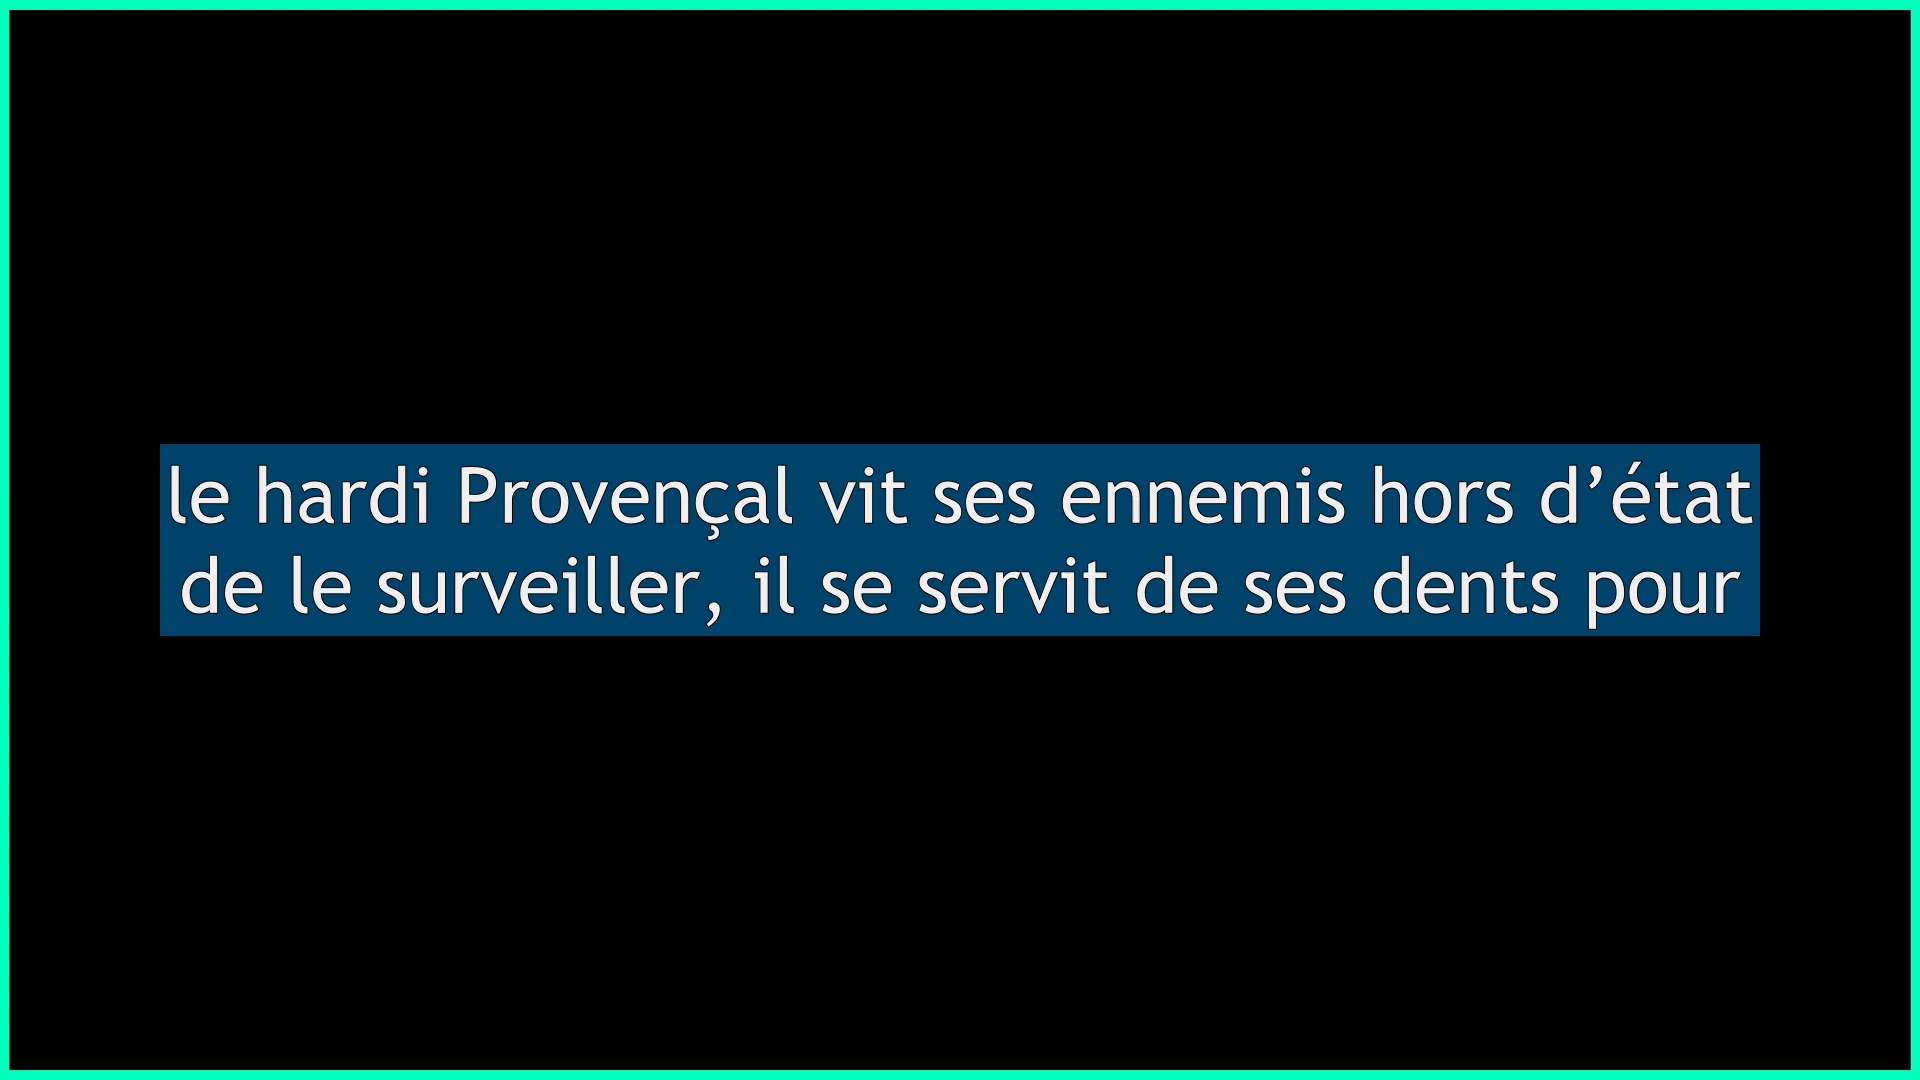 le hardi Provençal vit ses ennemis hors d’état
de le surveiller, il se servit de ses dents pour